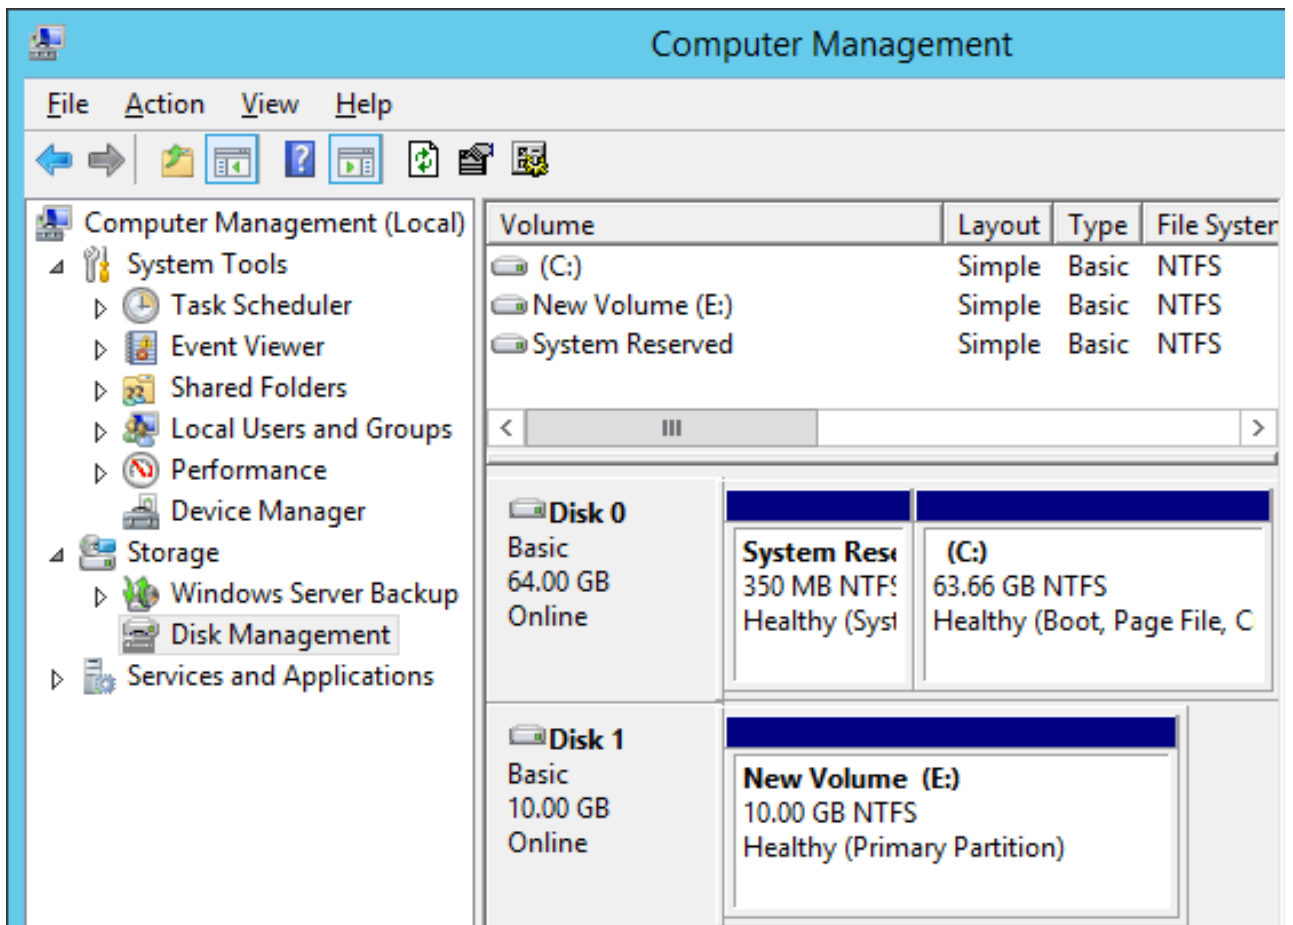 Computer Management
File Action View Help
Computer Management (Local)
System Tools
Task Scheduler
Event Viewer
Shared Folders
Local Users and Groups
Performance
Device Manager
Storage
Windows Server Backup
Disk Management
Services and Applications
Volume Layout Type File System
(C:) Simple Basic NTFS
New Volume (E:) Simple Basic NTFS
System Reserved Simple Basic NTFS
Disk 0
Basic
64.00 GB
Online
System Rese
350 MB NTFS
Healthy (Syst
(C:)
63.66 GB NTFS
Healthy (Boot, Page File, C
Disk 1
Basic
10.00 GB
Online
New Volume (E:)
10.00 GB NTFS
Healthy (Primary Partition)